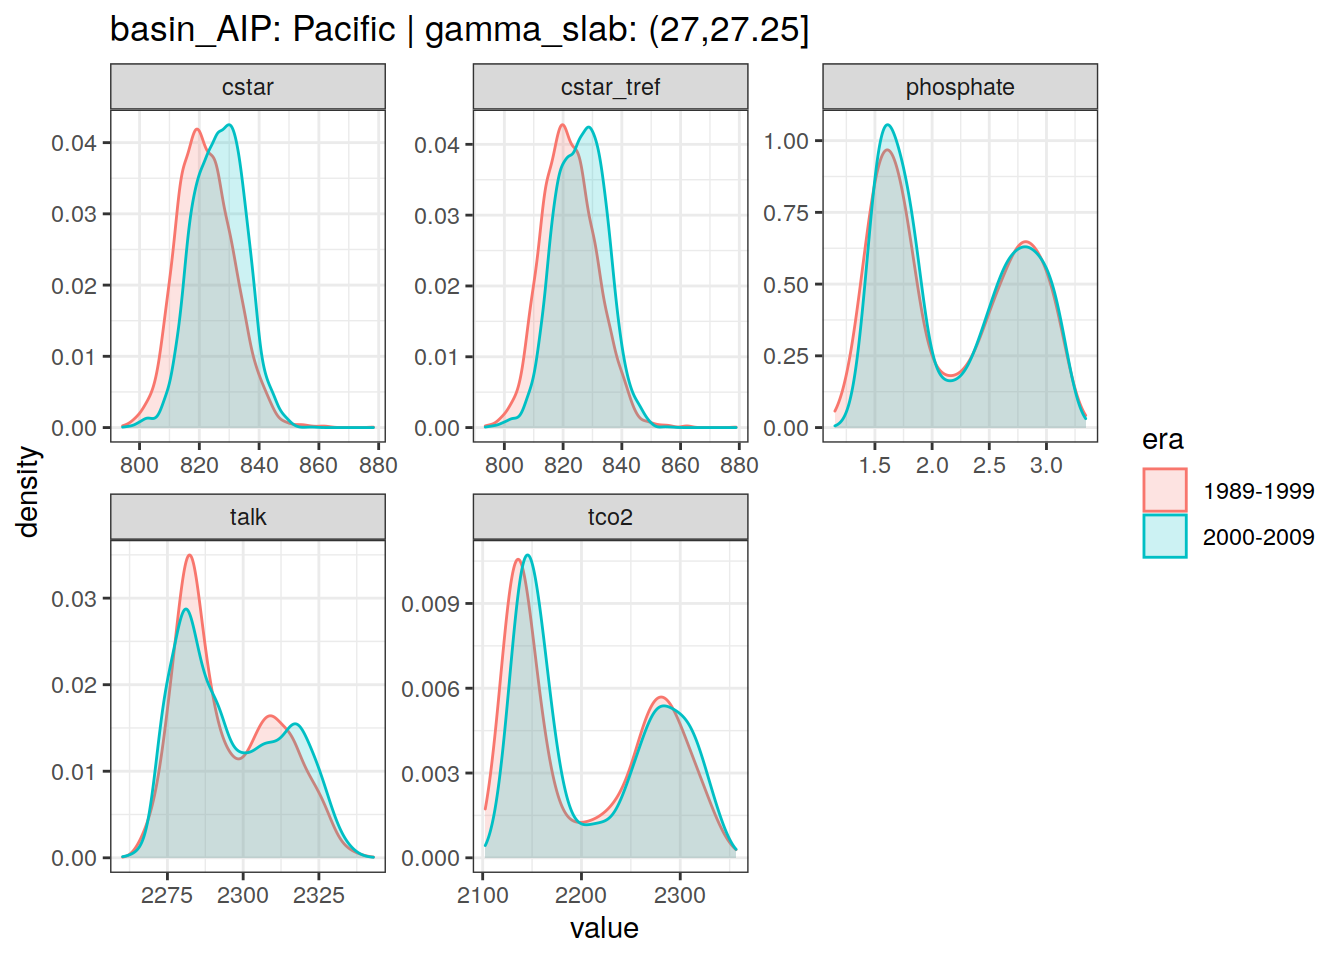 basin_AIP: Pacific | gamma_slab: (27,27.25]
cstar
cstar_tref
phosphate
0.04
0.03
0.02
0.01
0.00
800 820 840 860 880
0.04
0.03
0.02
0.01
0.00
800 820 840 860 880
1.00
0.75
0.50
0.25
0.00
1.5 2.0 2.5 3.0
density
talk
tco2
0.03
0.02
0.01
0.00
2275 2300 2325
0.009
0.006
0.003
0.000
2100 2200 2300
value
era
1989-1999
2000-2009